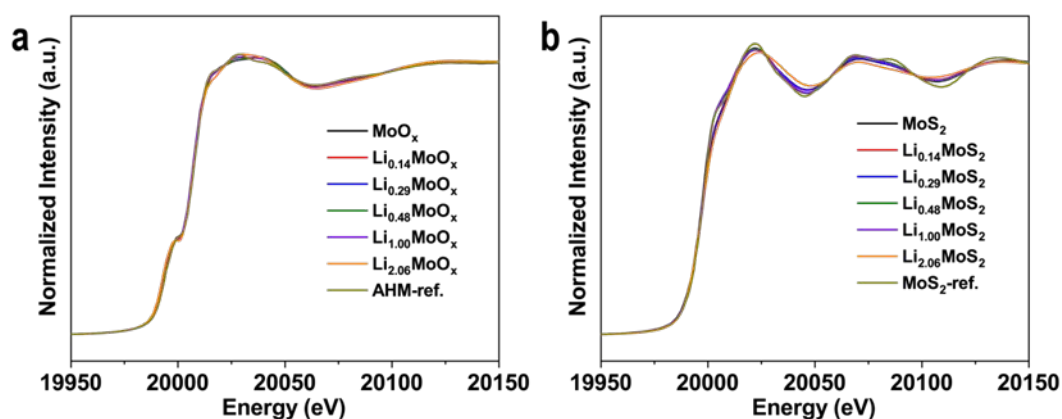 a
Normalized Intensity (a.u.)
MoOₓ
Li₀.₁₄MoOₓ
Li₀.₂₉MoOₓ
Li₀.₄₈MoOₓ
Li₁.₀₀MoOₓ
Li₂.₀₆MoOₓ
AHM-ref.
19950 20000 20050 20100 20150
Energy (eV)
b
Normalized Intensity (a.u.)
MoS₂
Li₀.₁₄MoS₂
Li₀.₂₉MoS₂
Li₀.₄₈MoS₂
Li₁.₀₀MoS₂
Li₂.₀₆MoS₂
MoS₂-ref.
19950 20000 20050 20100 20150
Energy (eV)